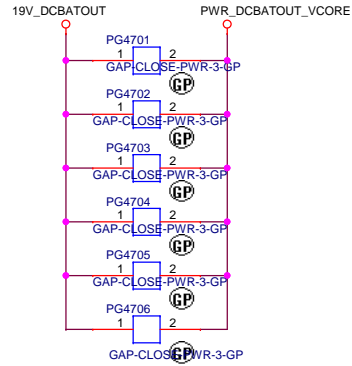 19V_DCBATOUT PWR_DCBATOUT_VCORE
PG4701
1 2
GAP-CLOSE-PWR-3-GP
GP
PG4702
1 2
GAP-CLOSE-PWR-3-GP
GP
PG4703
1 2
GAP-CLOSE-PWR-3-GP
GP
PG4704
1 2
GAP-CLOSE-PWR-3-GP
GP
PG4705
1 2
GAP-CLOSE-PWR-3-GP
GP
PG4706
1 2
GAP-CLOSE-PWR-3-GP
GP